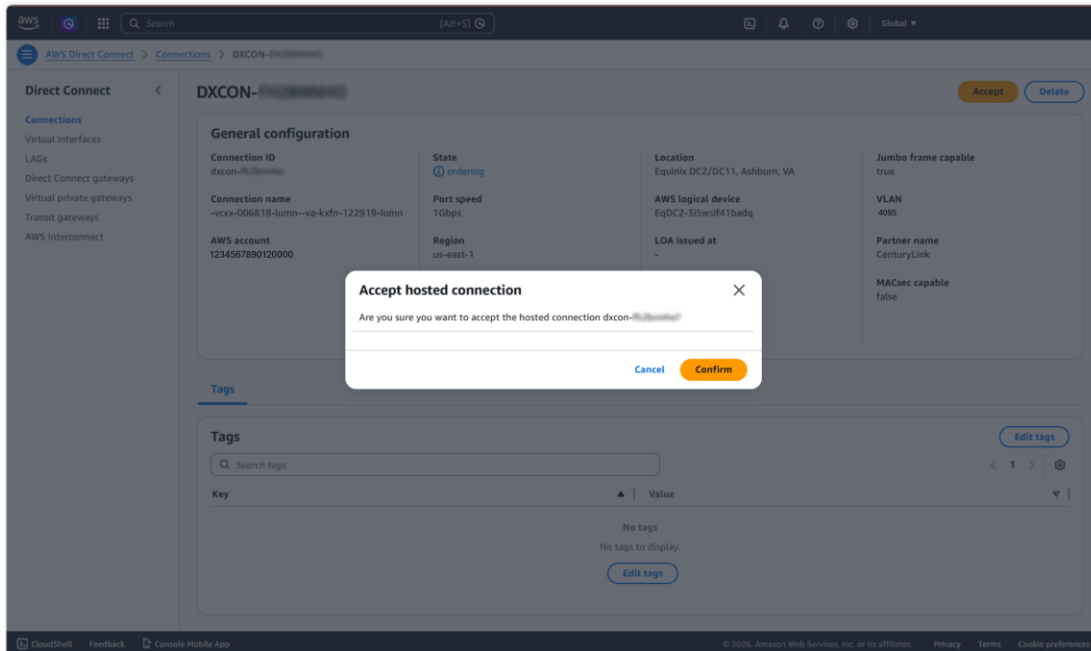 aws
Search
[Alt+S]
Global
AWS Direct Connect > Connections > DXCON-
Direct Connect
Connections
Virtual interfaces
LAGs
Direct Connect gateways
Virtual private gateways
Transit gateways
AWS Interconnect
DXCON-
Accept
Delete
General configuration
Connection ID
dxcon-
Connection name
-vcxx-006818-lumn--va-kxfn-122919-lumn
AWS account
1234567890120000
State
ordering
Port speed
1Gbps
Region
us-east-1
Location
Equinix DC2/DC11, Ashburn, VA
AWS logical device
EqDC2-3i5wslf41badq
LOA issued at
-
Jumbo frame capable
true
VLAN
4095
Partner name
CenturyLink
MACsec capable
false
Accept hosted connection
Are you sure you want to accept the hosted connection dxcon-
Cancel
Confirm
Tags
Tags
Edit tags
Search tags
1
Key
Value
No tags
No tags to display.
Edit tags
CloudShell
Feedback
Console Mobile App
© 2026, Amazon Web Services, Inc. or its affiliates.
Privacy
Terms
Cookie preferences